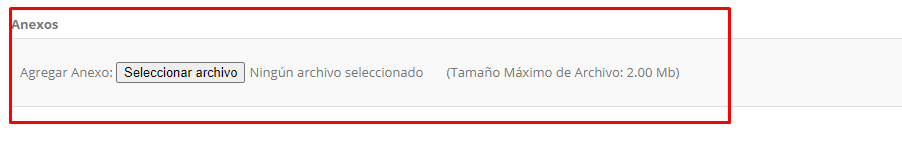 Anexos
Agregar Anexo: Seleccionar archivo Ningún archivo seleccionado (Tamaño Máximo de Archivo: 2.00 Mb)